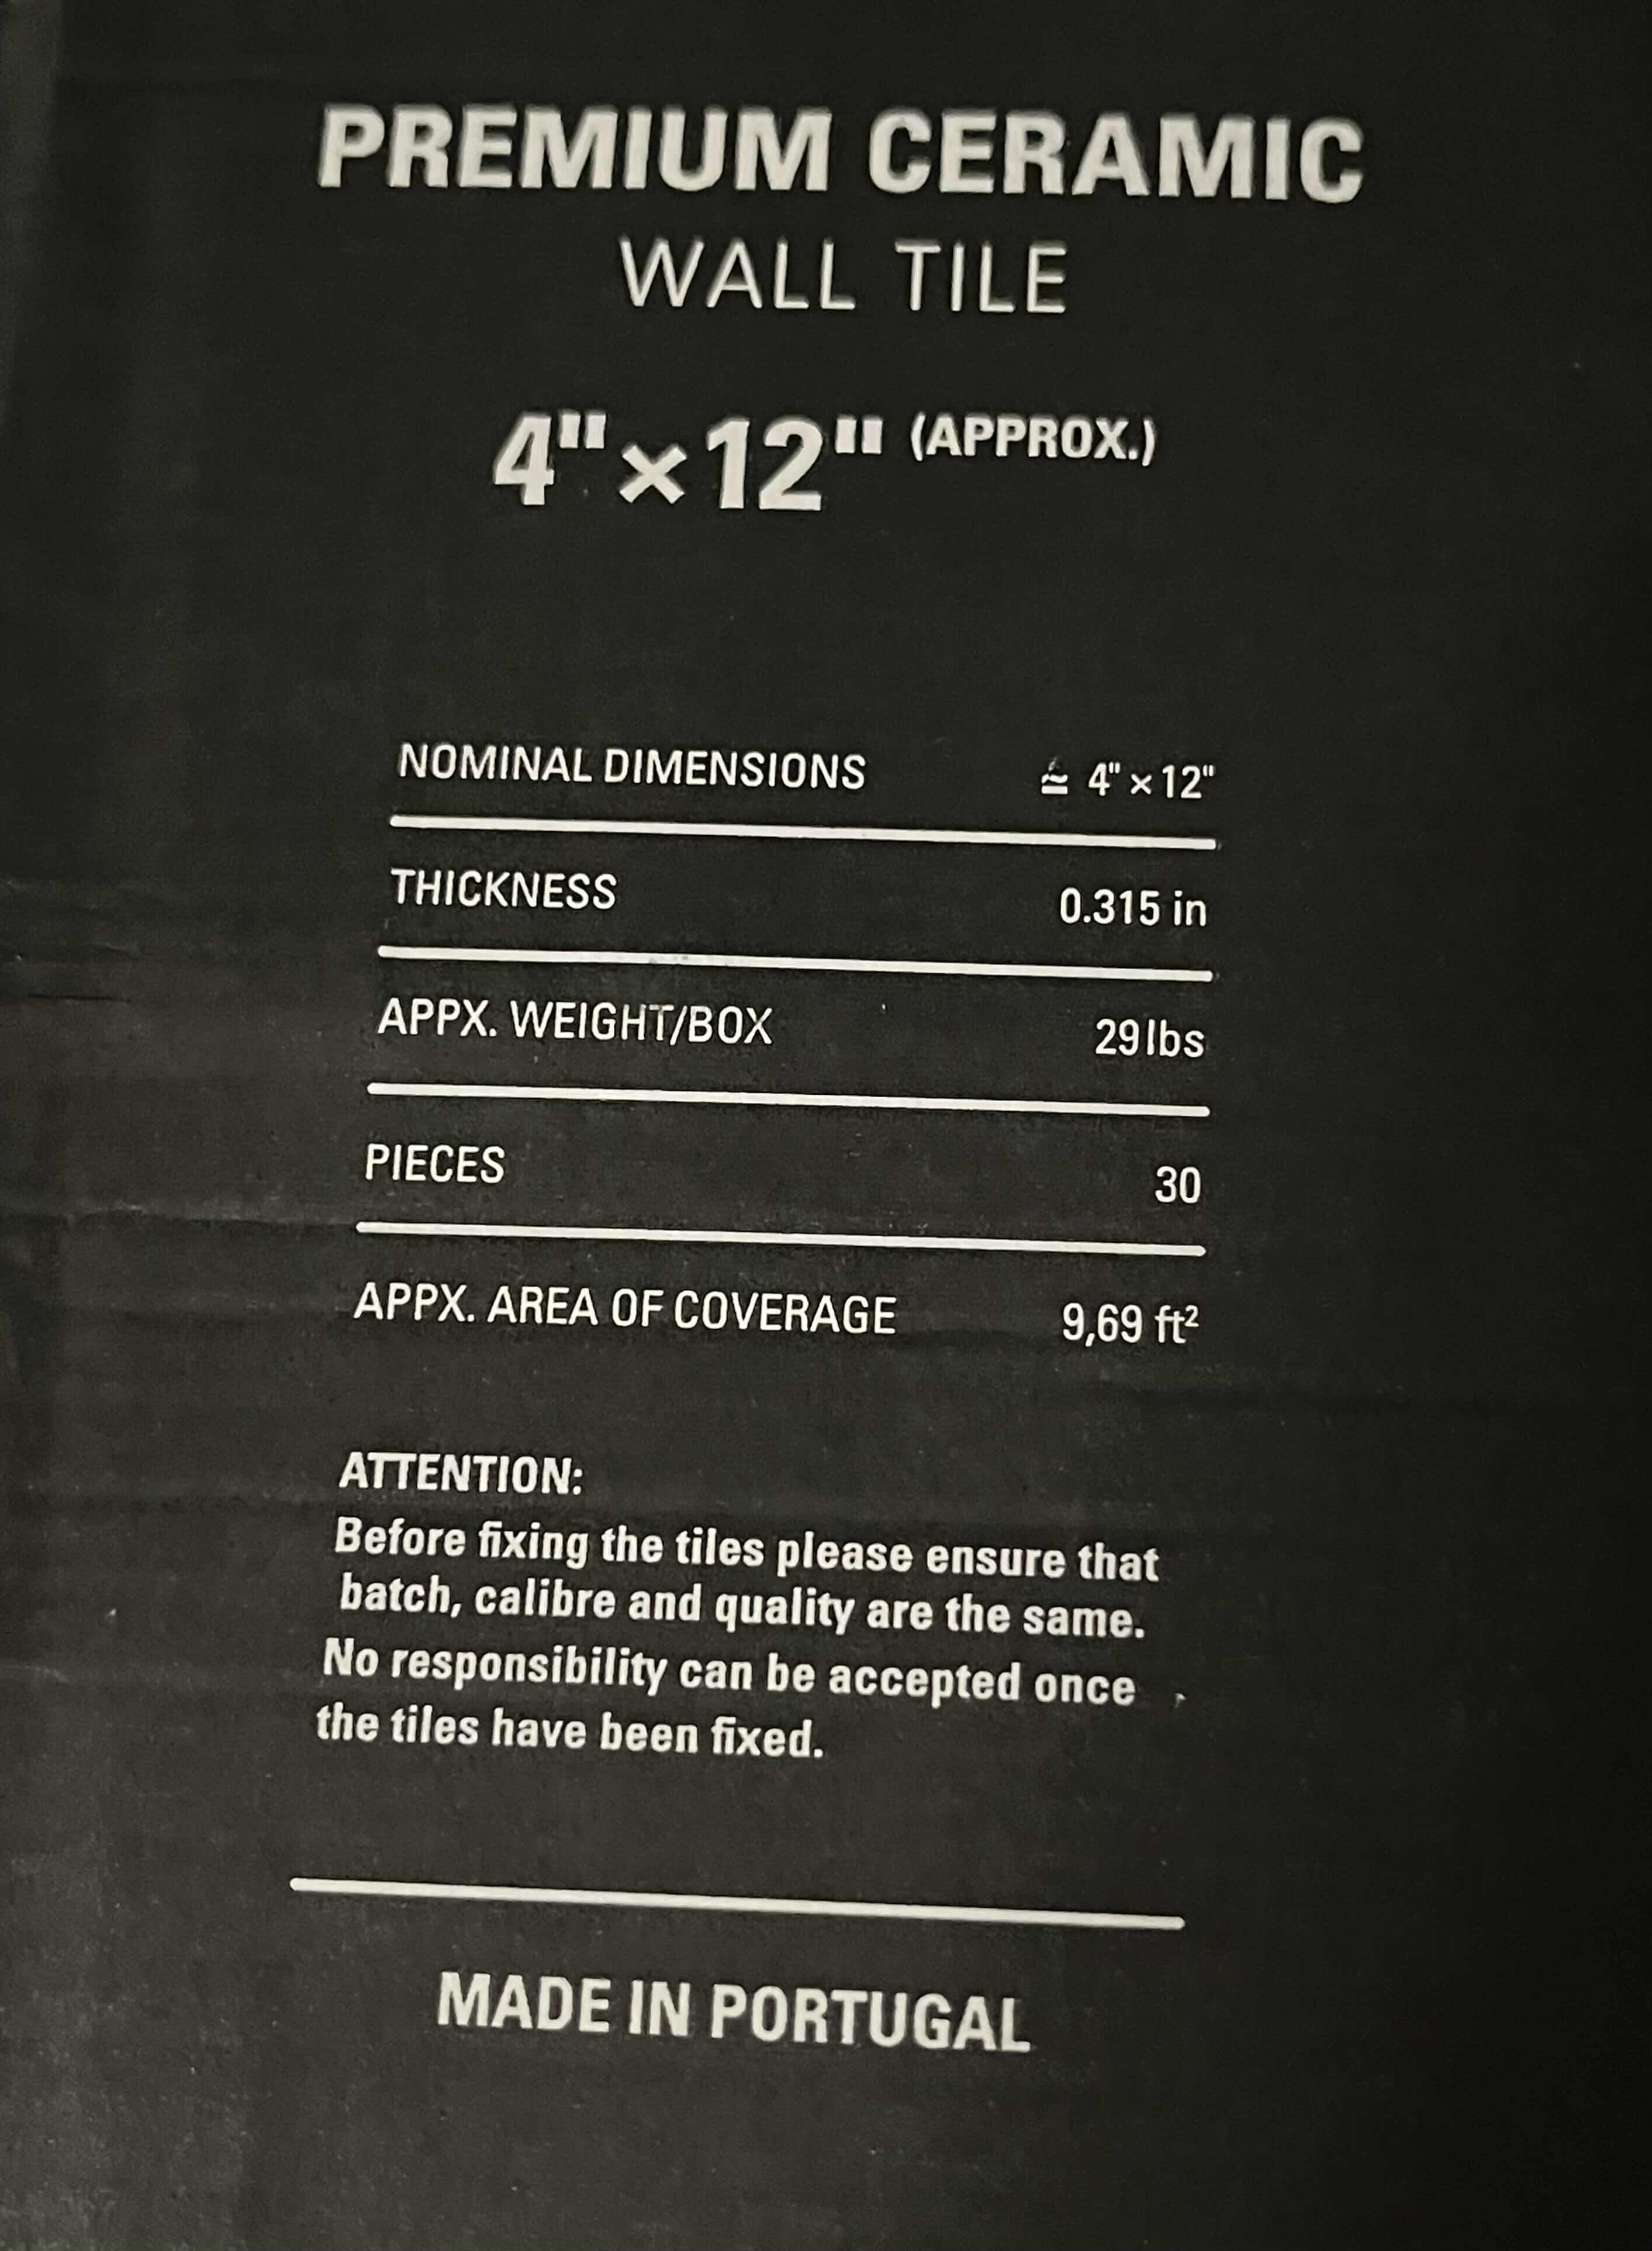 PREMIUM CERAMIC
WALL TILE
4"×12" (APPROX.)
NOMINAL DIMENSIONS ≃ 4" × 12"
THICKNESS 0.315 in
APPX. WEIGHT/BOX 29lbs
PIECES 30
APPX. AREA OF COVERAGE 9,69 ft²
ATTENTION:
Before fixing the tiles please ensure that
batch, calibre and quality are the same.
No responsibility can be accepted once
the tiles have been fixed.
MADE IN PORTUGAL